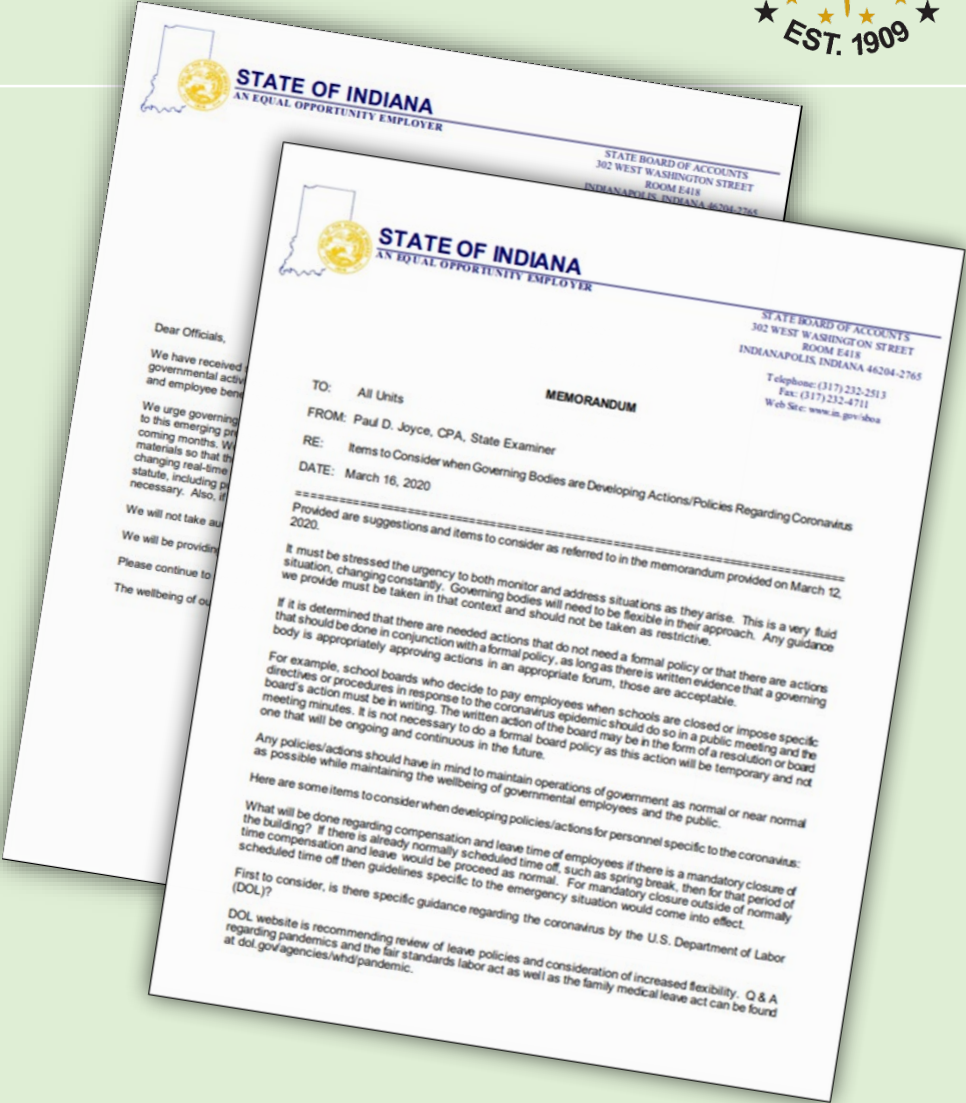 EST. 1909
STATE OF INDIANA
AN EQUAL OPPORTUNITY EMPLOYER
STATE BOARD OF ACCOUNTS
302 WEST WASHINGTON STREET
ROOM E418
INDIANAPOLIS, INDIANA 46204-2765
Dear Officials,
We have received
governmental
and employee
We urge governing
to this emerging
coming months.
materials so that
changing real-time
statute, including
necessary. Also, if
We will not take
We will be
Please continue to
The wellbeing of
STATE OF INDIANA
AN EQUAL OPPORTUNITY EMPLOYER
STATE BOARD OF ACCOUNTS
302 WEST WASHINGTON STREET
ROOM E418
INDIANAPOLIS, INDIANA 46204-2765
Telephone: (317) 232-2513
Fax: (317) 232-4711
Web Site: www.in.gov/sboa
MEMORANDUM
TO: All Units
FROM: Paul D. Joyce, CPA, State Examiner
RE: Items to Consider when Governing Bodies are Developing Actions/Policies Regarding Coronavirus
DATE: March 16, 2020
Provided are suggestions and items to consider as referred to in the memorandum provided on March 12,
2020.
It must be stressed the urgency to both monitor and address situations as they arise. This is a very fluid
situation, changing constantly. Governing bodies will need to be flexible in their approach. Any guidance
we provide must be taken in that context and should not be taken as restrictive.
If it is determined that there are needed actions that do not need a formal policy or that there are actions
that should be done in conjunction with a formal policy, as long as there is written evidence that a governing
body is appropriately approving actions in an appropriate forum, those are acceptable.
For example, school boards who decide to pay employees when schools are closed or impose specific
directives or procedures in response to the coronavirus epidemic should do so in a public meeting and the
board's action must be in writing. The written action of the board may be in the form of a resolution or board
meeting minutes. It is not necessary to do a formal board policy as this action will be temporary and not
one that will be ongoing and continuous in the future.
Any policies/actions should have in mind to maintain operations of government as normal or near normal
as possible while maintaining the wellbeing of governmental employees and the public.
Here are some items to consider when developing policies/actions for personnel specific to the coronavirus:
What will be done regarding compensation and leave time of employees if there is a mandatory closure of
the building? If there is already normally scheduled time off, such as spring break, then for that period of
time compensation and leave would be proceed as normal. For mandatory closure outside of normally
scheduled time off then guidelines specific to the emergency situation would come into effect.
First to consider, is there specific guidance regarding the coronavirus by the U.S. Department of Labor
(DOL)?
DOL website is recommending review of leave policies and consideration of increased flexibility. Q & A
regarding pandemics and the fair standards labor act as well as the family medical leave act can be found
at dol.gov/agencies/whd/pandemic.